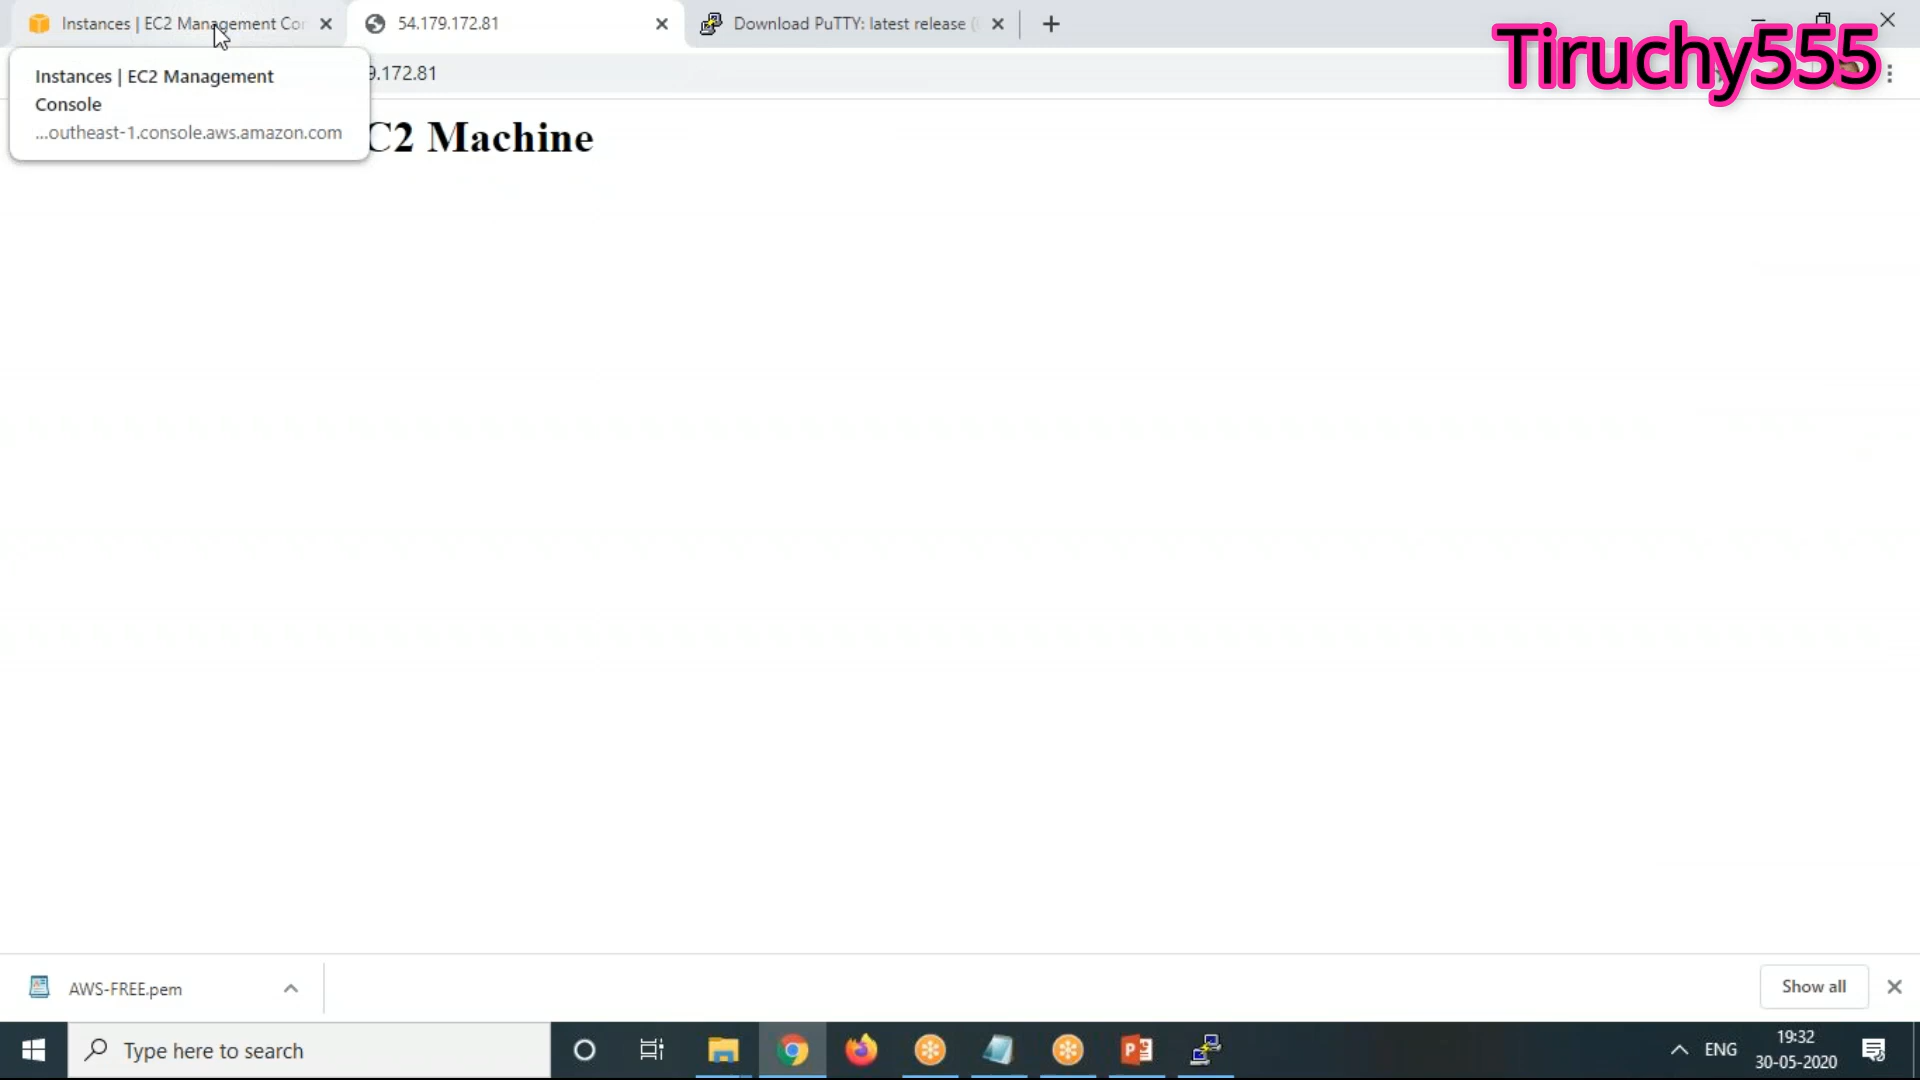 Instances | EC2 Management Cor
54.179.172.81
Download PuTTY: latest release (
Tiruchy555
Instances | EC2 Management
Console
...outheast-1.console.aws.amazon.com
9.172.81
C2 Machine
AWS-FREE.pem
Show all
Type here to search
ENG
19:32
30-05-2020